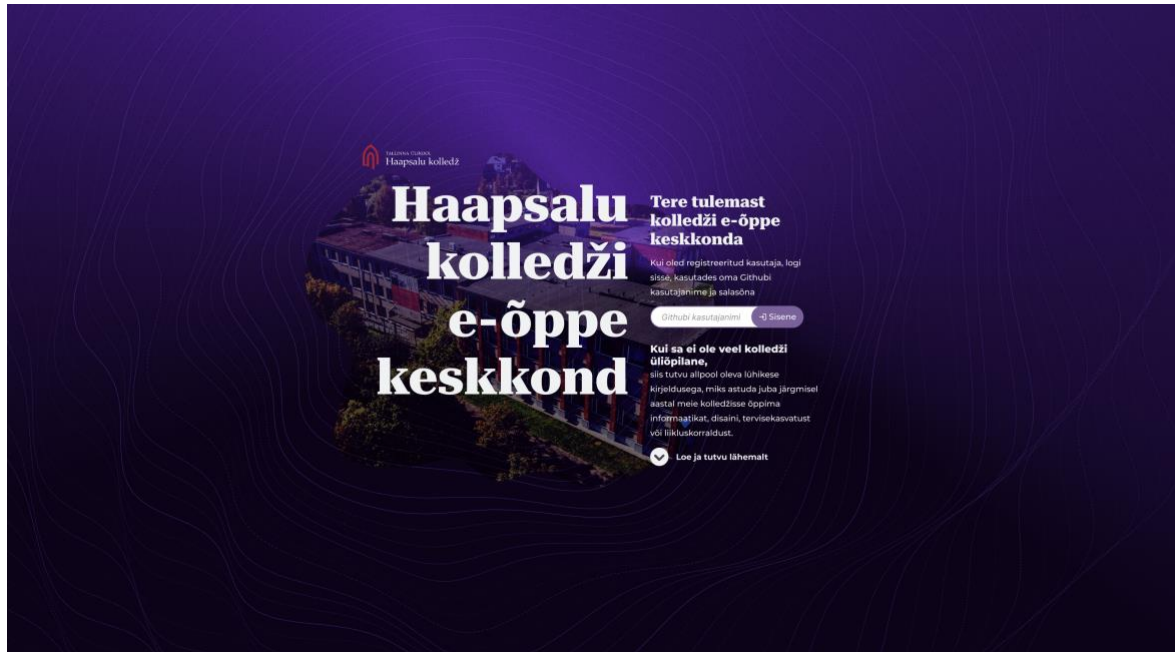 TALLINNA ÜLIKOOL
Haapsalu kolledž
Haapsalu
kolledži
e-õppe
keskkond
Tere tulemast
kolledži e-õppe
keskkonda
Kui oled registreeritud kasutaja, logi
sisse, kasutades oma Githubi
kasutajanime ja salasõna
Githubi kasutajanimi
Sisene
Kui sa ei ole veel kolledži
üliõpilane,
siis tutvu allpool oleva lühikese
kirjeldusega, miks astuda juba järgmisel
aastal meie kolledžisse õppima
informaatikat, disaini, tervisekasvatust
või liikluskorraldust.
Loe ja tutvu lähemalt